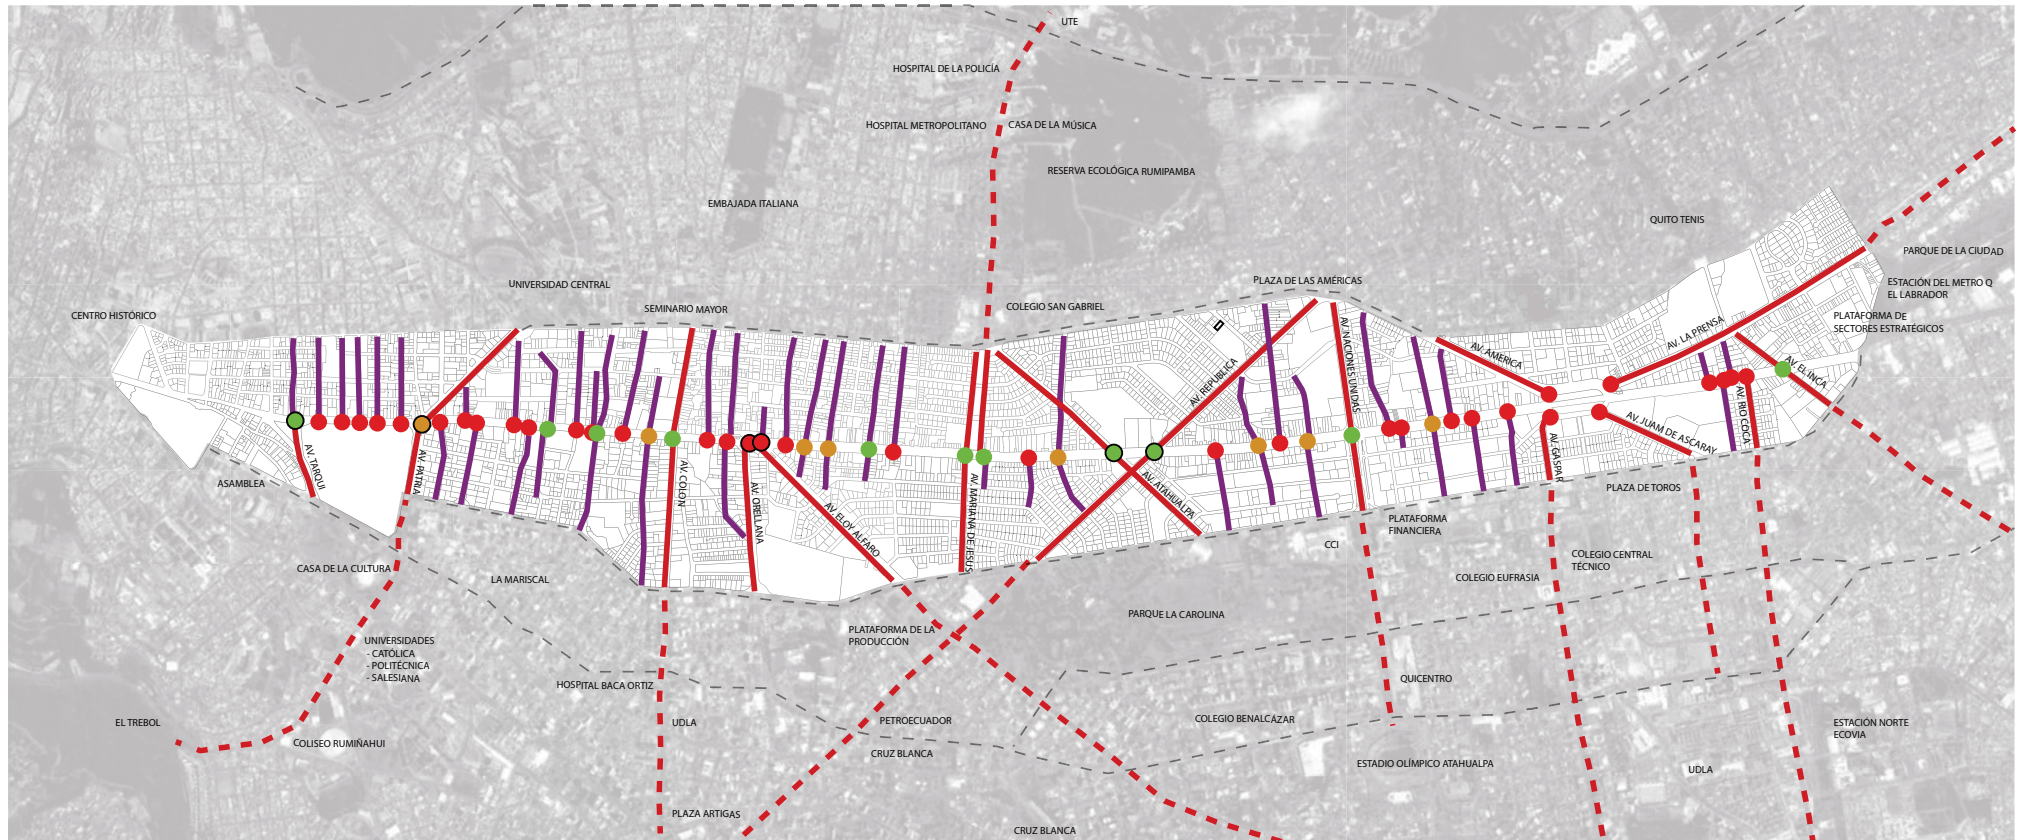 UTE
HOSPITAL DE LA POLICÍA
HOSPITAL METROPOLITANO
CASA DE LA MÚSICA
RESERVA ECOLÓGICA RUMIPAMBA
EMBAJADA ITALIANA
QUITO TENIS
PARQUE DE LA CIUDAD
UNIVERSIDAD CENTRAL
PLAZA DE LAS AMÉRICAS
ESTACIÓN DEL METRO Q
EL LABRADOR
SEMINARIO MAYOR
COLEGIO SAN GABRIEL
CENTRO HISTÓRICO
PLATAFORMA DE
SECTORES ESTRATÉGICOS
AV. LA PRENSA
AV. NACIONES UNIDAS
AV. AMERICA
AV. REPUBLICA
AV. EL INCA
AV. RIO COCA
AV. JUAM DE ASCARAY
AV. GASPAR
AV. TARQUI
AV. PATRIA
AV. COLON
AV. ORELLANA
AV. ELOY ALFARO
AV. MARIANA DE JESUS
AV. ATAHUALPA
ASAMBLEA
PLAZA DE TOROS
PLATAFORMA
FINANCIERA
CCI
CASA DE LA CULTURA
LA MARISCAL
COLEGIO CENTRAL
TÉCNICO
COLEGIO EUFRASIA
PARQUE LA CAROLINA
PLATAFORMA DE LA
PRODUCCIÓN
UNIVERSIDADES
- CATÓLICA
- POLITÉCNICA
- SALESIANA
HOSPITAL BACA ORTIZ
QUICENTRO
EL TREBOL
UDLA
PETROECUADOR
COLEGIO BENALCÁZAR
ESTACIÓN NORTE
ECOVIA
COLISEO RUMIÑAHUI
CRUZ BLANCA
ESTADIO OLÍMPICO ATAHUALPA
UDLA
PLAZA ARTIGAS
CRUZ BLANCA